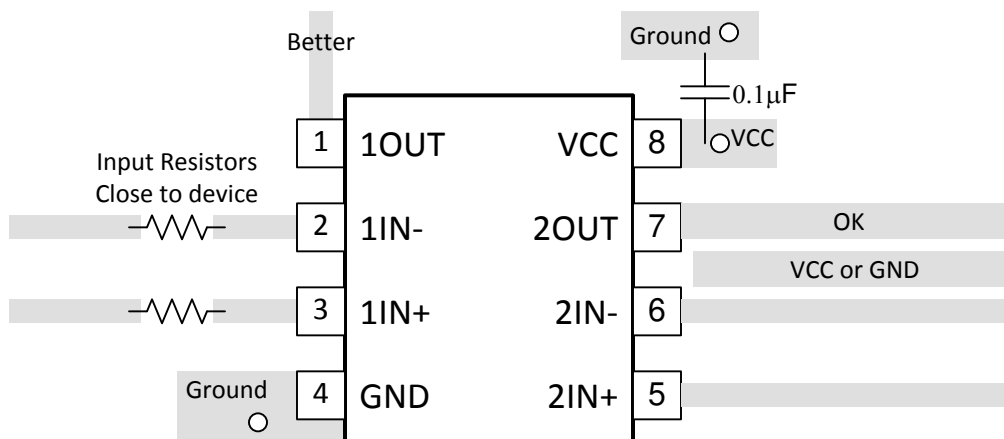 Better
Ground
0.1μF
1 1OUT VCC 8 VCC
Input Resistors
Close to device
2 1IN- 2OUT 7 OK
VCC or GND
3 1IN+ 2IN- 6
Ground
4 GND 2IN+ 5